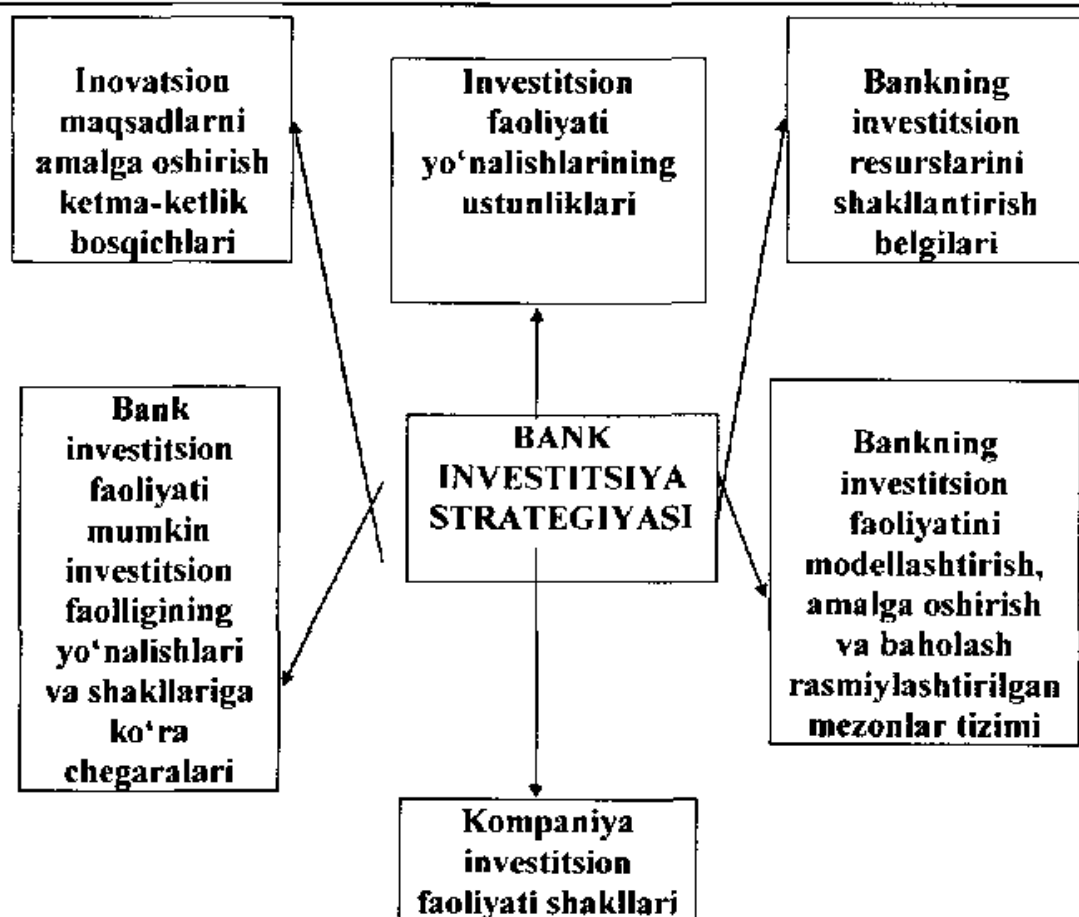 Inovatsion
maqsadlarni
amalga oshirish
ketma-ketlik
bosqichlari
Investitsion
faoliyati
yo‘nalishlarining
ustunliklari
Bankning
investitsion
resurslarini
shakllantirish
belgilari
Bank
investitsion
faoliyati
mumkin
investitsion
faolligining
yo‘nalishlari
va shakllariga
ko‘ra
chegaralari
BANK
INVESTITSIYA
STRATEGIYASI
Bankning
investitsion
faoliyatini
modellashtirish,
amalga oshirish
va baholash
rasmiylashtirilgan
mezonlar tizimi
Kompaniya
investitsion
faoliyati shakllari